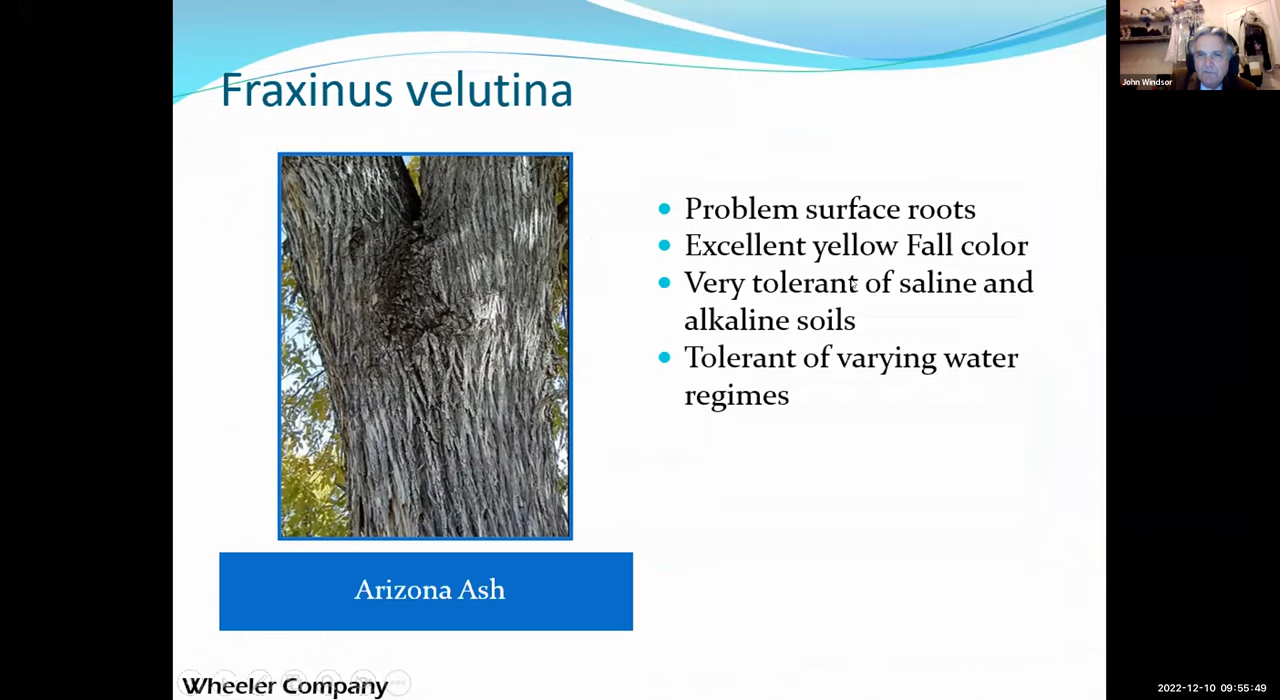 Fraxinus velutina
John Windsor
Problem surface roots
Excellent yellow Fall color
Very tolerant of saline and
alkaline soils
Tolerant of varying water
regimes
Arizona Ash
Wheeler Company
2022-12-10 09:55:49